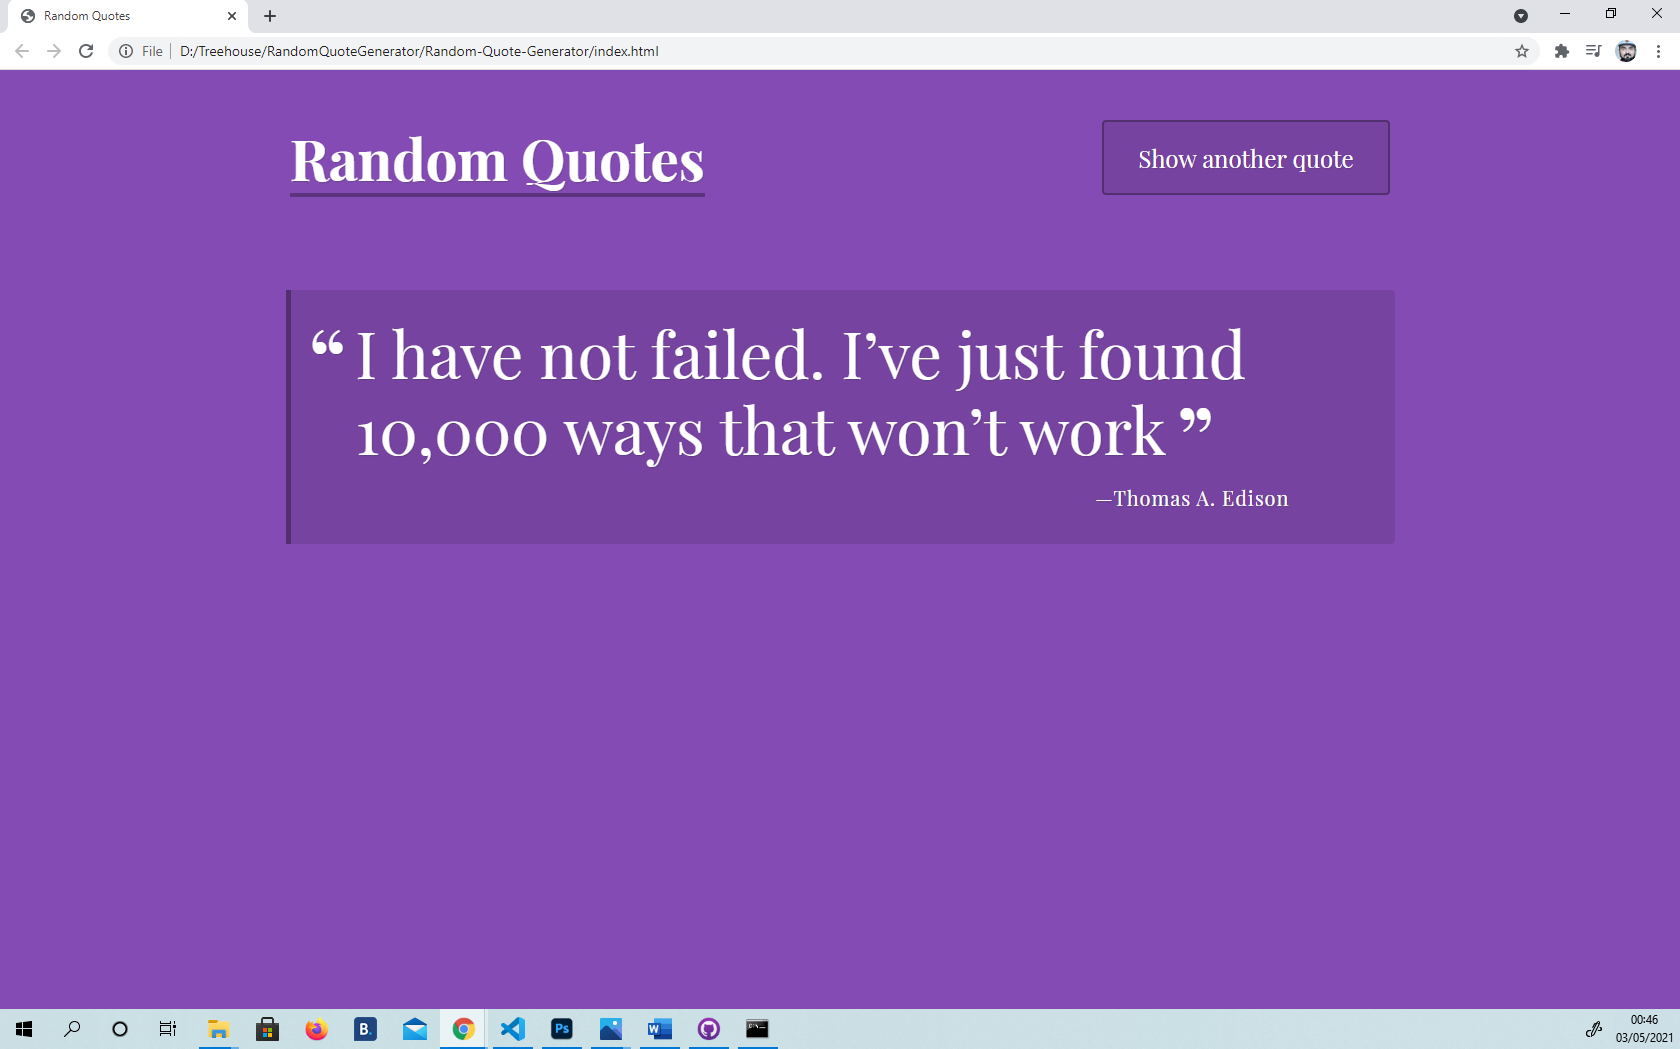 Random Quotes
File
D:/Treehouse/RandomQuoteGenerator/Random-Quote-Generator/index.html
Random Quotes
Show another quote
“ I have not failed. I’ve just found
10,000 ways that won’t work ”
—Thomas A. Edison
B.
Ps
W
00:46
03/05/2021